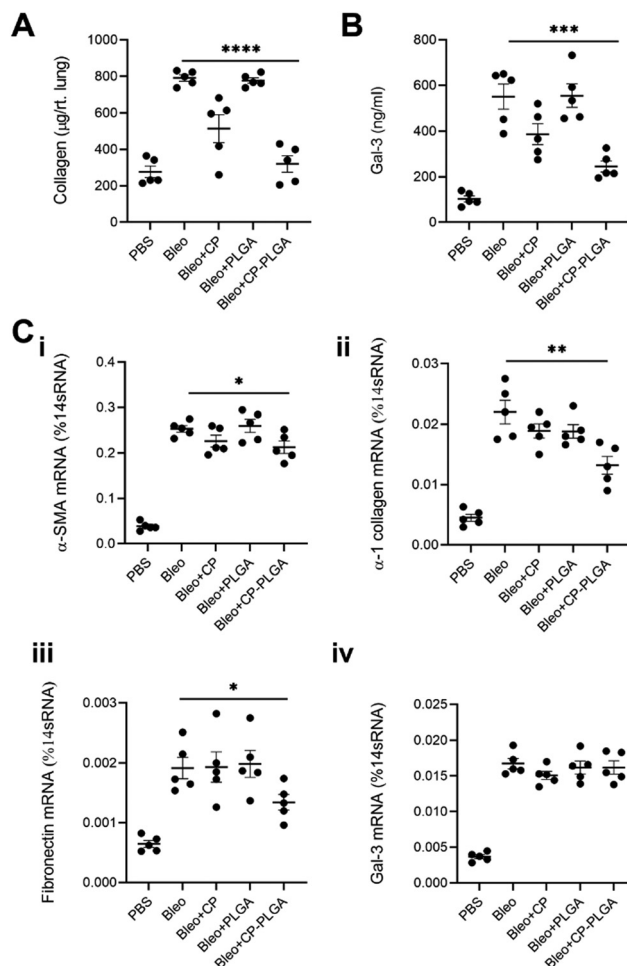 A
Collagen (μg/rt. lung)
1000
800
600
400
200
0
****
PBS
Bleo
Bleo+CP
Bleo+PLGA
Bleo+CP-PLGA
B
Gal-3 (ng/ml)
800
600
400
200
0
***
PBS
Bleo
Bleo+CP
Bleo+PLGA
Bleo+CP-PLGA
C
i
α-SMA mRNA (%14sRNA)
0.4
0.3
0.2
0.1
0.0
*
PBS
Bleo
Bleo+CP
Bleo+PLGA
Bleo+CP-PLGA
ii
α-1 collagen mRNA (%14sRNA)
0.03
0.02
0.01
0.00
**
PBS
Bleo
Bleo+CP
Bleo+PLGA
Bleo+CP-PLGA
iii
Fibronectin mRNA (%14sRNA)
0.003
0.002
0.001
0.000
*
PBS
Bleo
Bleo+CP
Bleo+PLGA
Bleo+CP-PLGA
iv
Gal-3 mRNA (%14sRNA)
0.025
0.020
0.015
0.010
0.005
0.000
PBS
Bleo
Bleo+CP
Bleo+PLGA
Bleo+CP-PLGA